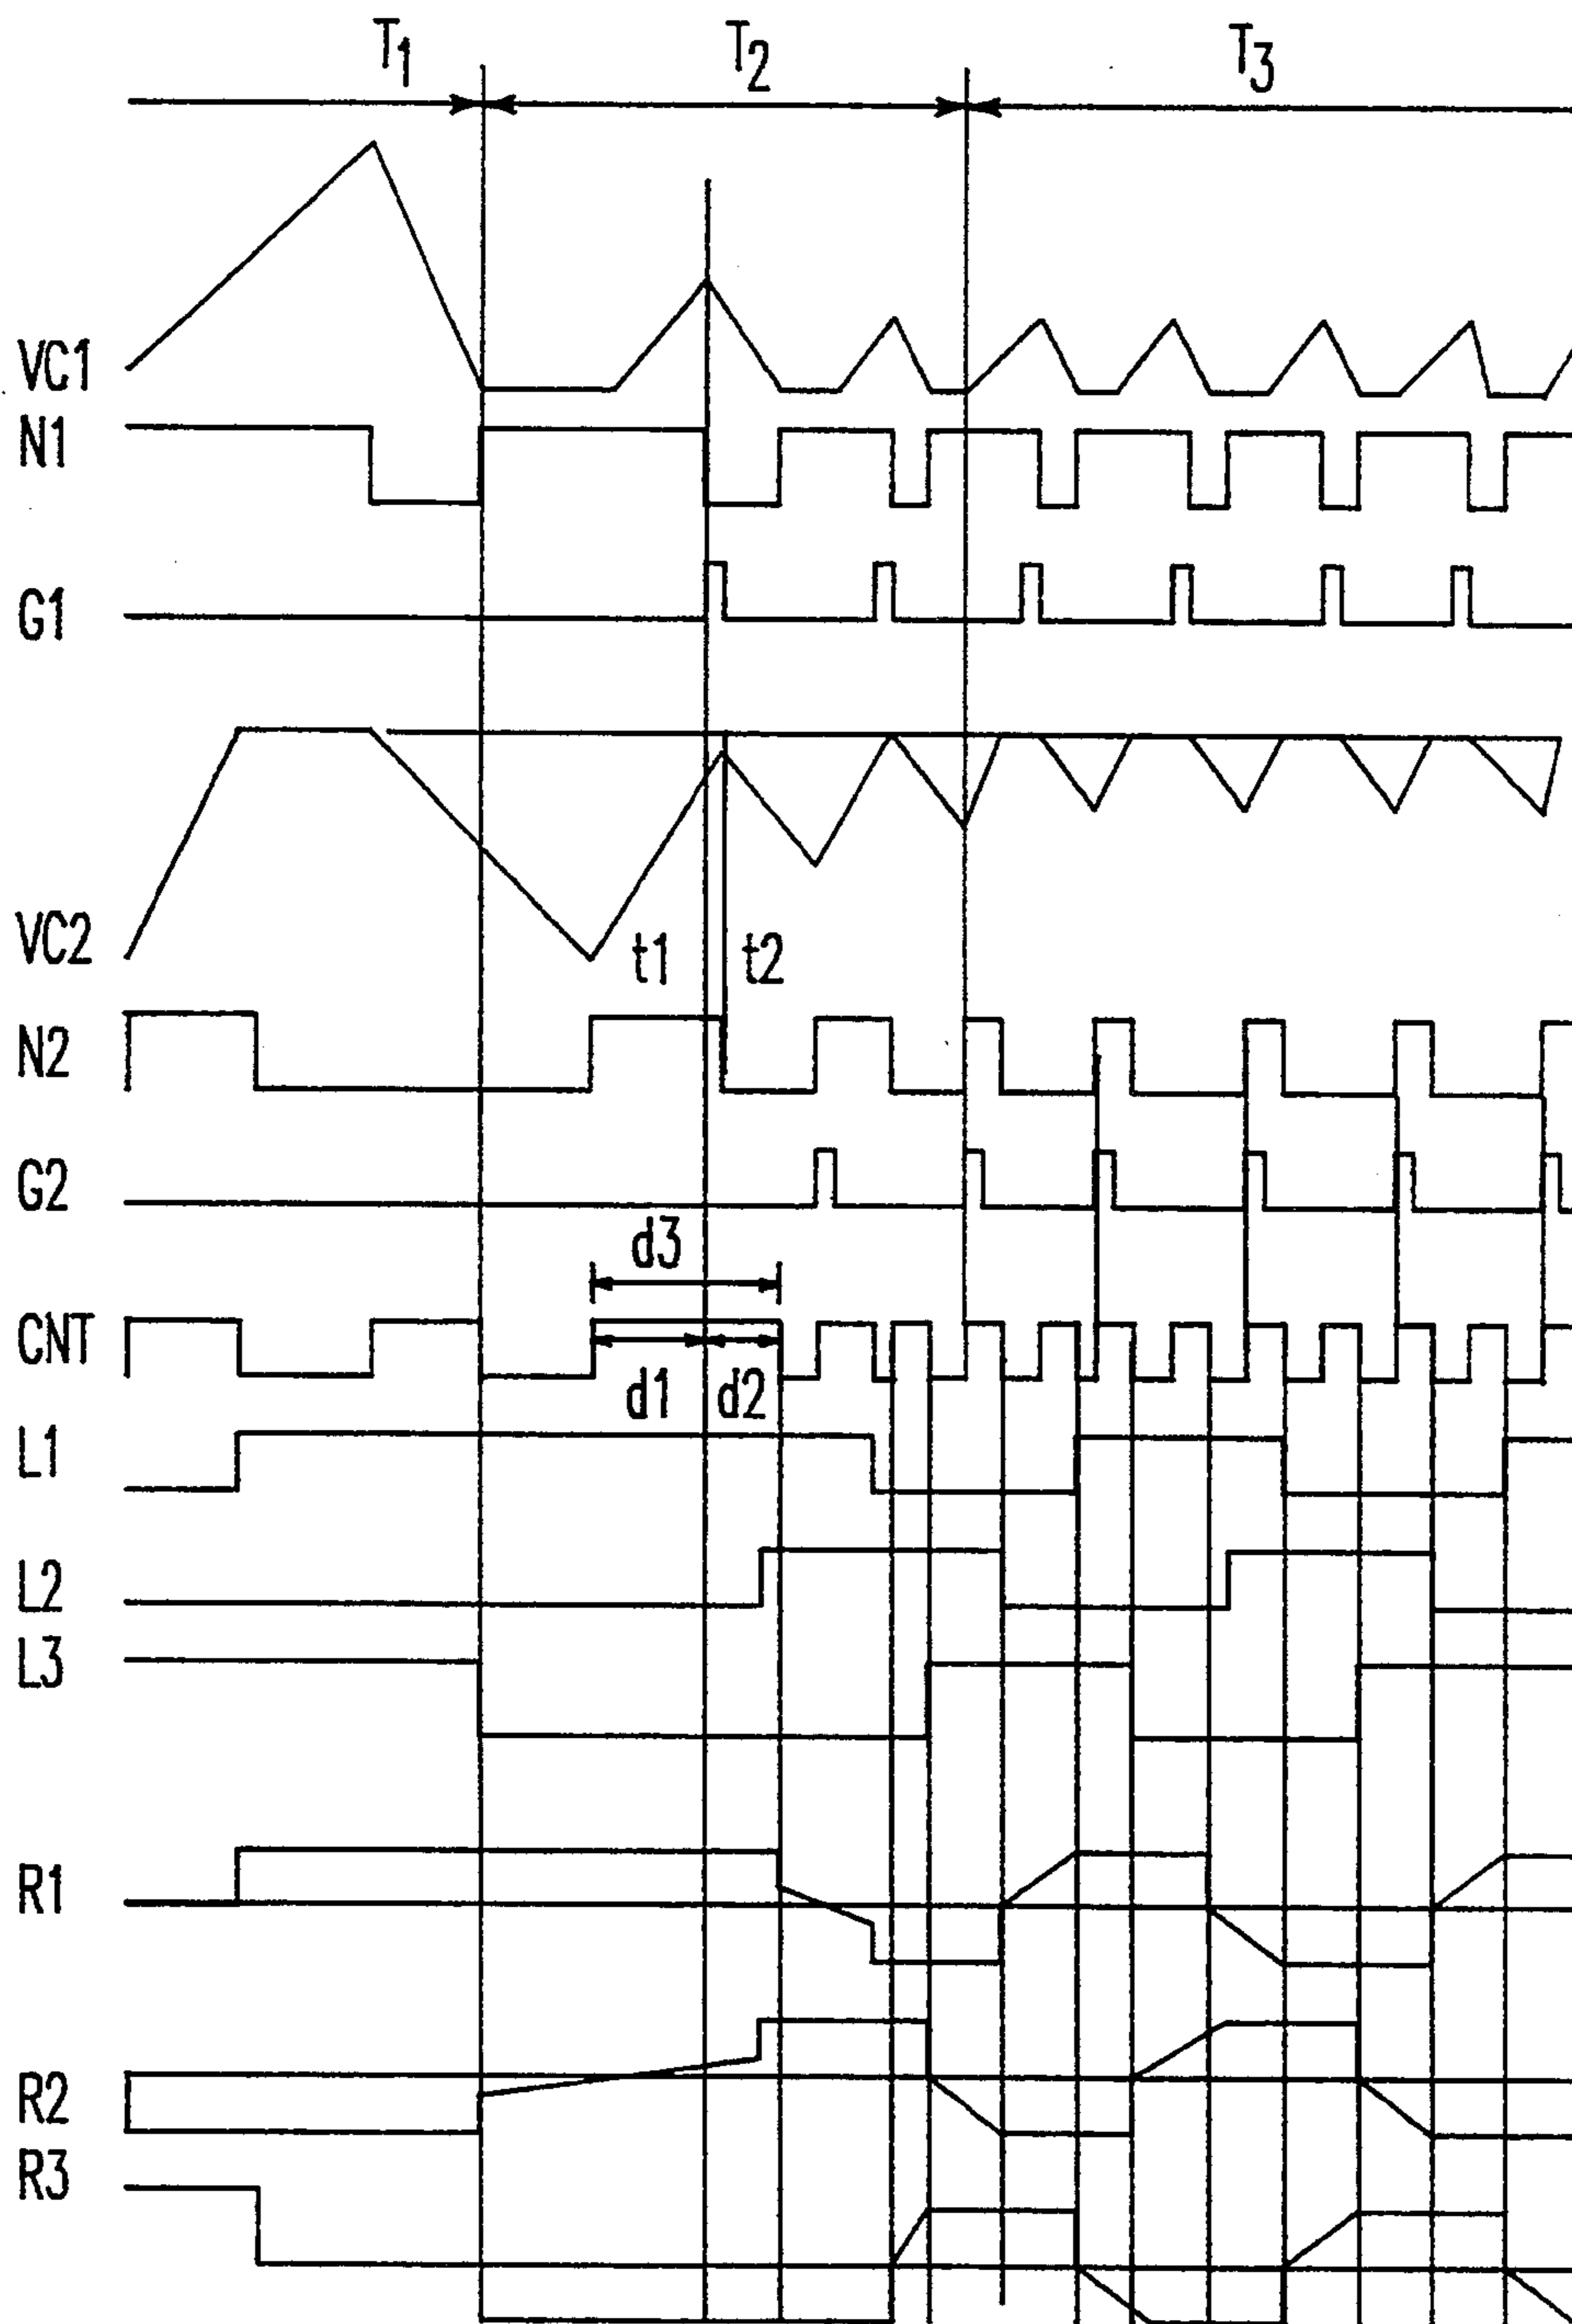 T1 T2 T3
VC1
N1
G1
VC2
t1 t2
N2
G2
d3
CNT
d1 d2
L1
L2
L3
R1
R2
R3